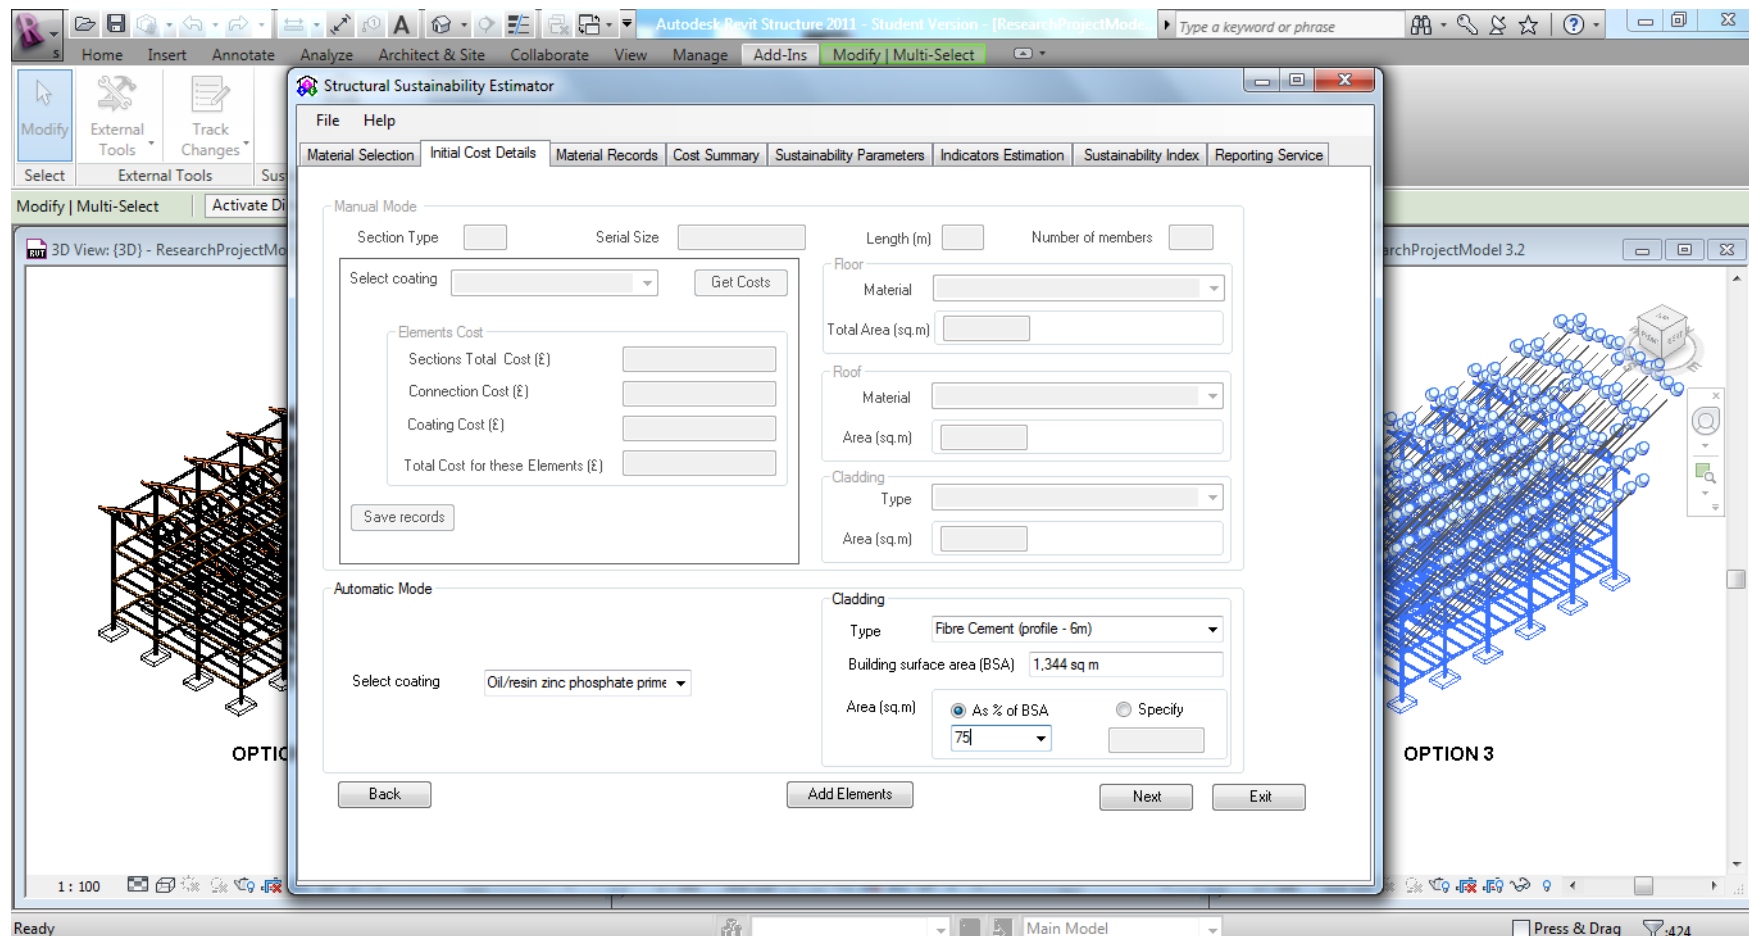 Autodesk Revit Structure 2011 - Student Version - [ResearchProjectMode
Type a keyword or phrase
S
Home Insert Annotate Analyze Architect & Site Collaborate View Manage Add-Ins Modify | Multi-Select
Modify
External Tools
Track Changes
Select External Tools Sus
Modify | Multi-Select Activate Di
3D View: {3D} - ResearchProjectMo
archProjectModel 3.2
Structural Sustainability Estimator
File Help
Material Selection Initial Cost Details Material Records Cost Summary Sustainability Parameters Indicators Estimation Sustainability Index Reporting Service
Manual Mode
Section Type Serial Size Length (m) Number of members
Select coating Get Costs
Elements Cost
Sections Total Cost (£)
Connection Cost (£)
Coating Cost (£)
Total Cost for these Elements (£)
Save records
Floor
Material
Total Area (sq.m)
Roof
Material
Area (sq.m)
Cladding
Type
Area (sq.m)
Automatic Mode
Select coating Oil/resin zinc phosphate prime
Cladding
Type Fibre Cement (profile - 6m)
Building surface area (BSA) 1,344 sq m
Area (sq.m) As % of BSA Specify
75
Back Add Elements Next Exit
OPTIO
OPTION 3
1 : 100
Ready
Main Model
Press & Drag :424